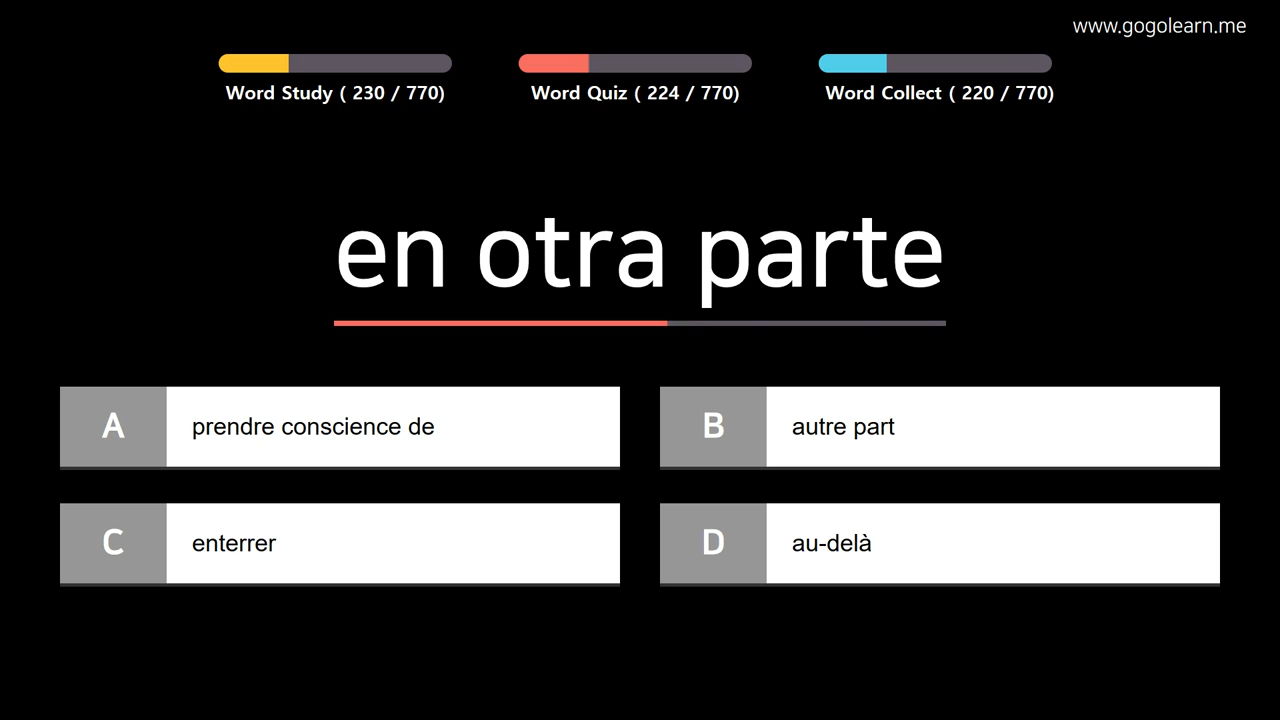 www.gogolearn.me
Word Study ( 230 / 770)
Word Quiz ( 224 / 770)
Word Collect ( 220 / 770)
en otra parte
A
prendre conscience de
B
autre part
C
enterrer
D
au-delà